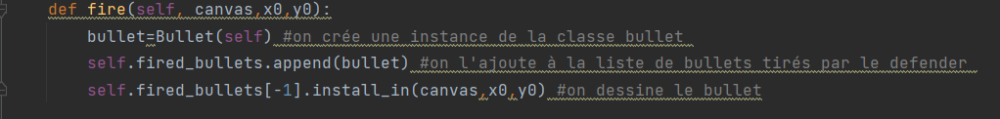 def fire(self, canvas,x0,y0):
bullet=Bullet(self) #on crée une instance de la classe bullet
self.fired_bullets.append(bullet) #on l'ajoute à la liste de bullets tirés par le defender
self.fired_bullets[-1].install_in(canvas,x0,y0) #on dessine le bullet